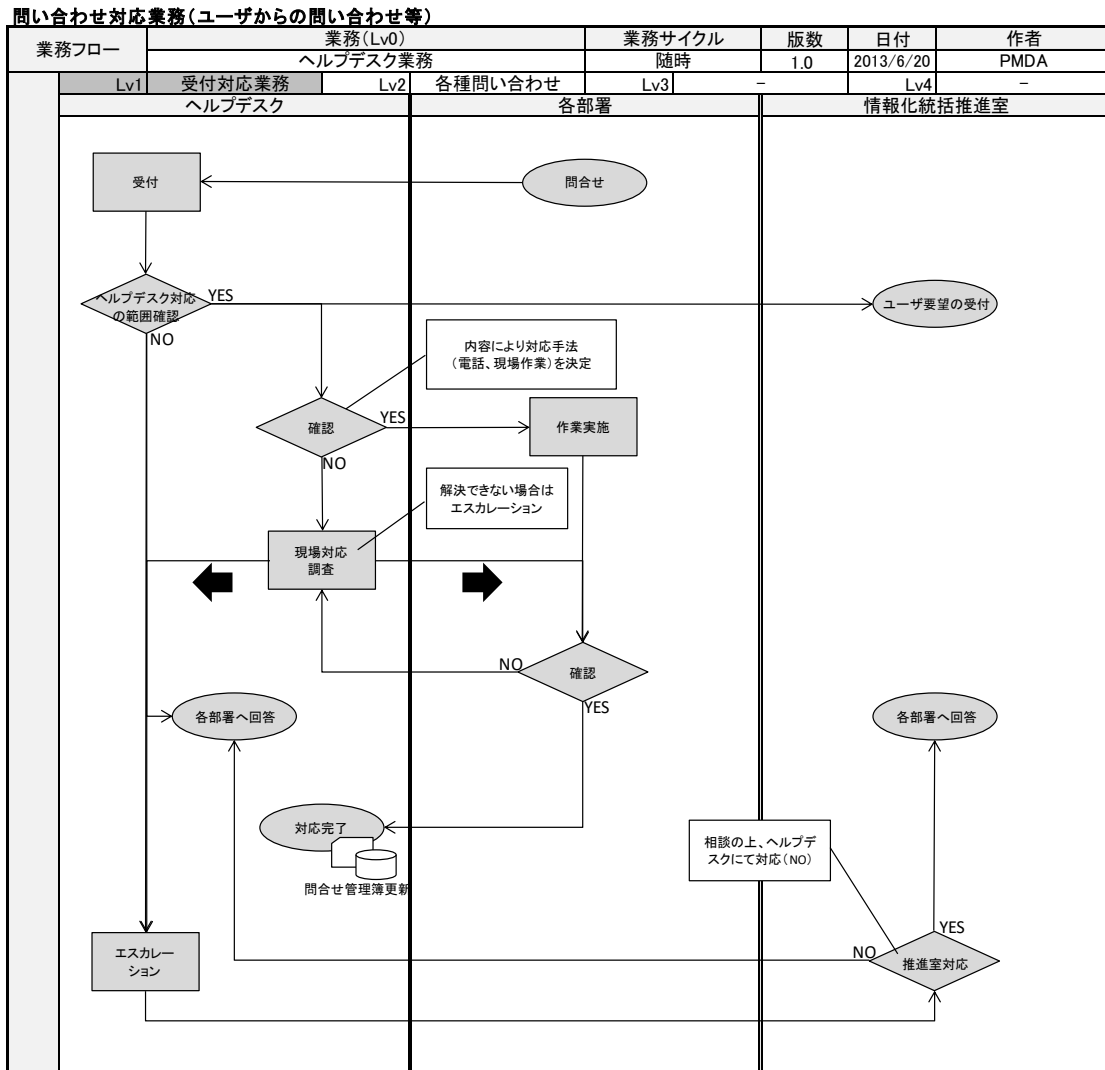 問い合わせ対応業務(ユーザからの問い合わせ等)
業務フロー
業務(Lv0)
業務サイクル
版数
日付
作者
ヘルプデスク業務
随時
1.0
2013/6/20
PMDA
Lv1
受付対応業務
Lv2
各種問い合わせ
Lv3
-
Lv4
-
ヘルプデスク
各部署
情報化統括推進室
受付
問合せ
ヘルプデスク対応
の範囲確認
YES
ユーザ要望の受付
NO
内容により対応手法
(電話、現場作業)を決定
確認
YES
作業実施
NO
解決できない場合は
エスカレーション
現場対応
調査
NO
確認
YES
各部署へ回答
各部署へ回答
対応完了
相談の上、ヘルプデ
スクにて対応(NO)
問合せ管理簿更新
YES
エスカレー
ション
NO
推進室対応